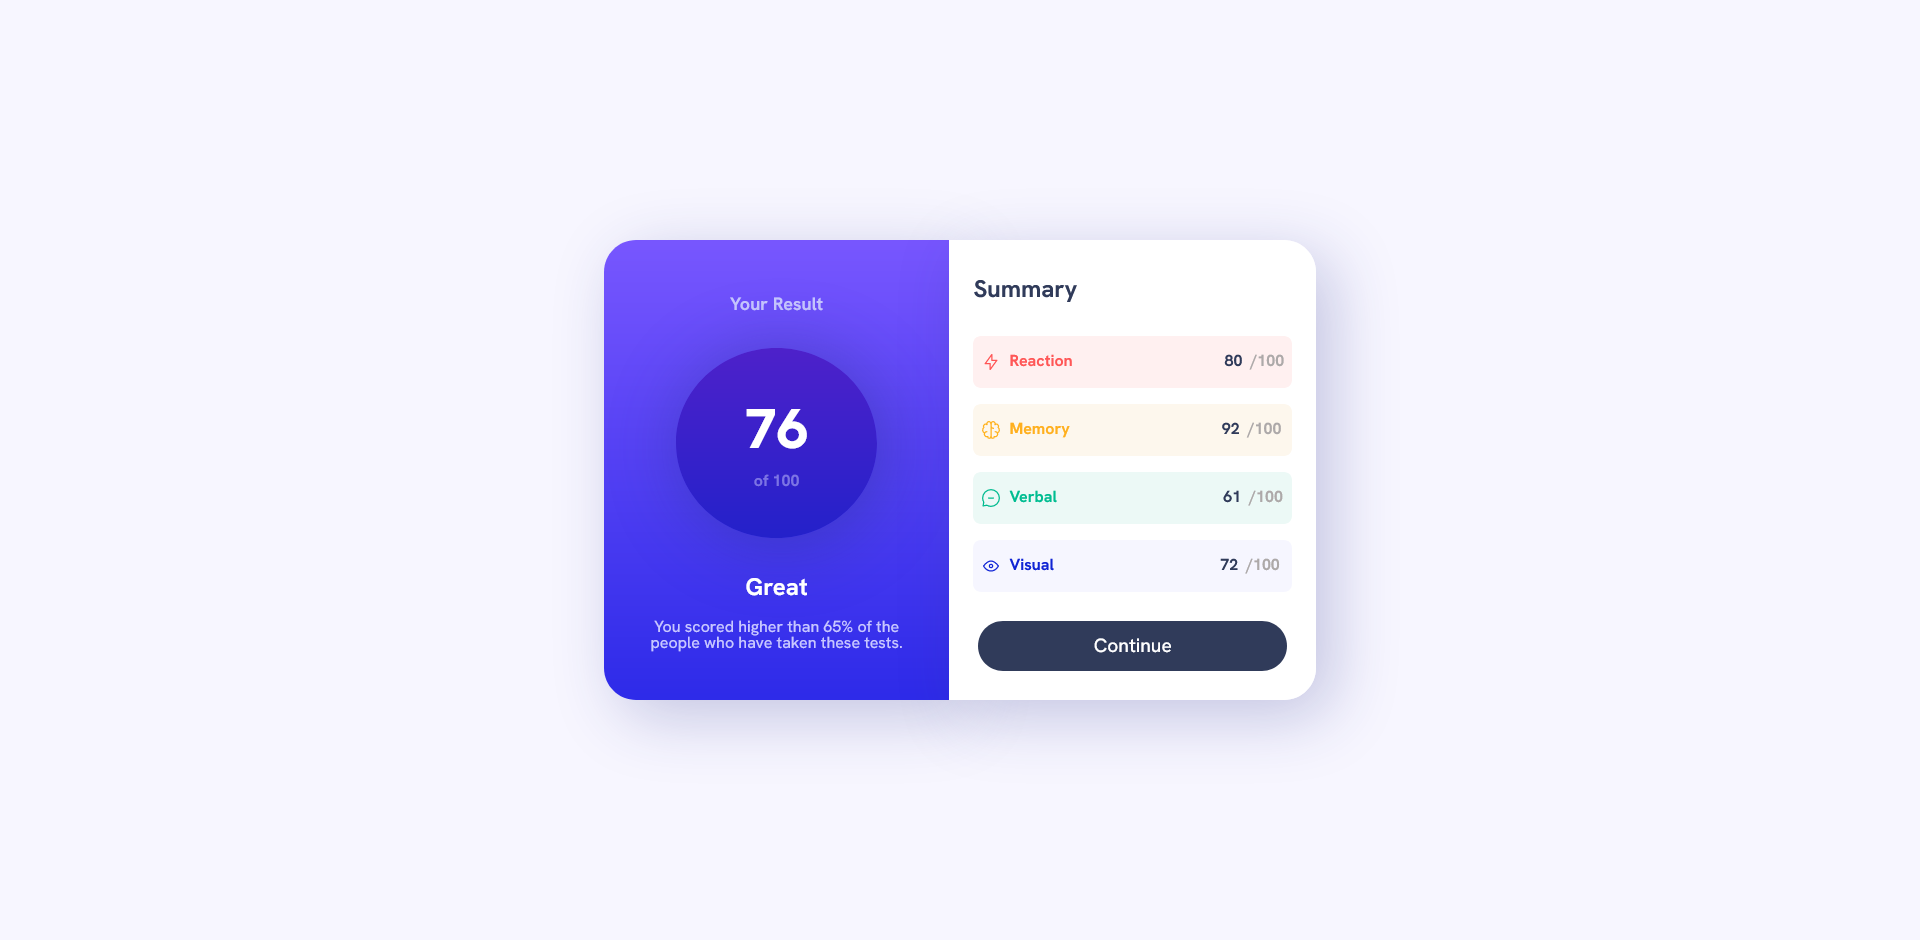 Your Result
76
of 100
Great
You scored higher than 65% of the
people who have taken these tests.
Summary
Reaction 80 /100
Memory 92 /100
Verbal 61 /100
Visual 72 /100
Continue